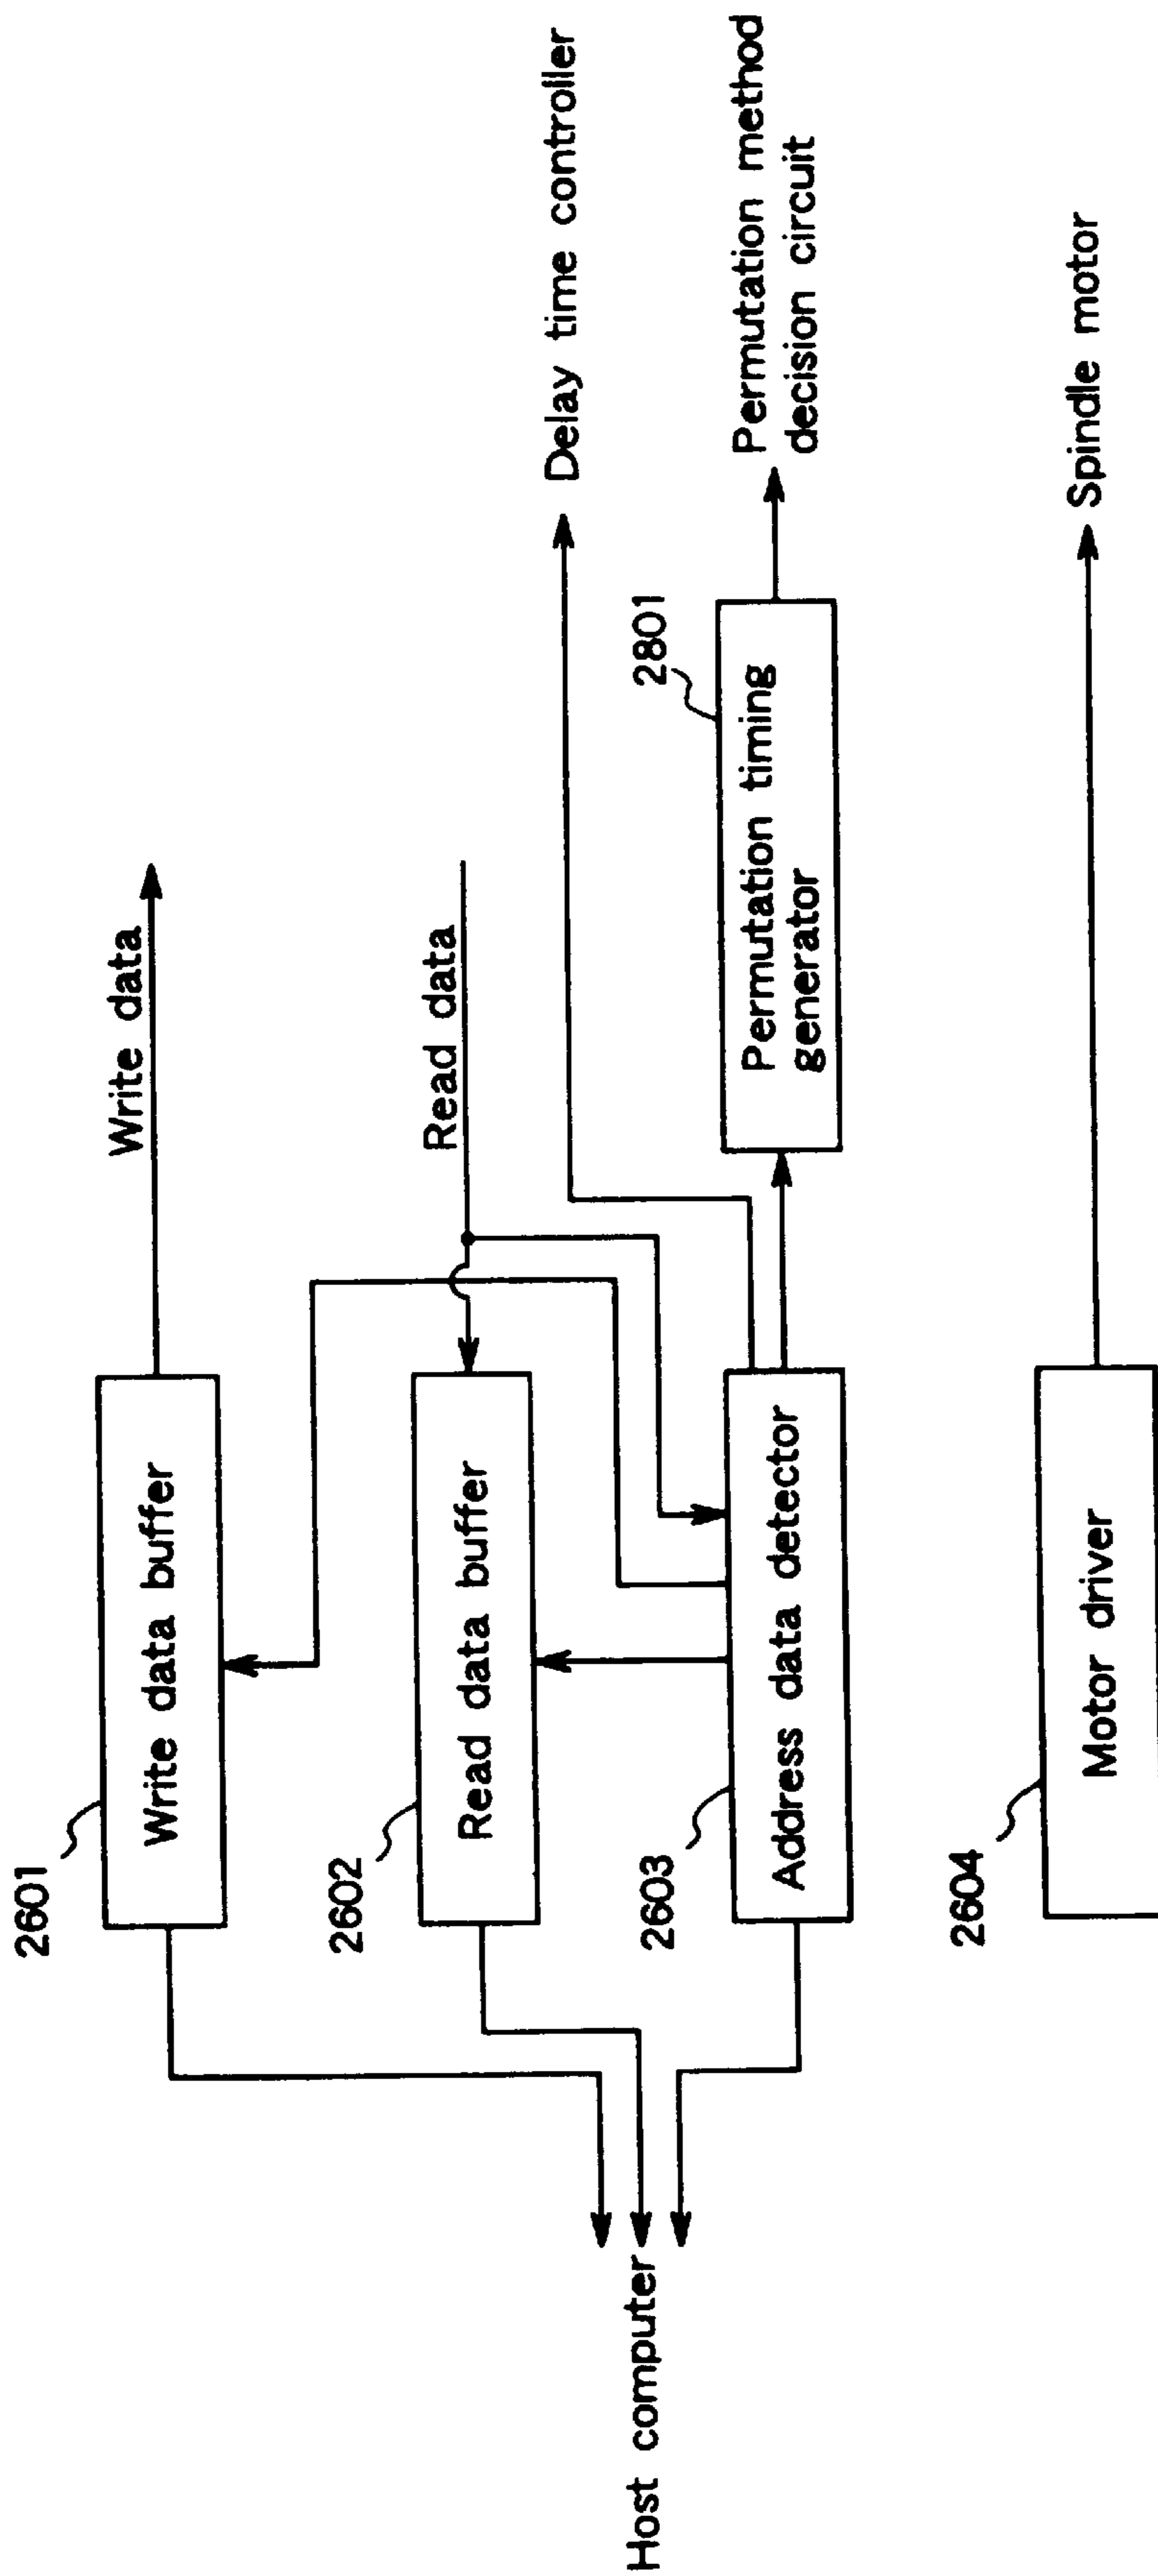 Write data
2601
Write data buffer
Read data
2602
Read data buffer
Delay time controller
Host computer
2603
Address data detector
2801
Permutation timing
generator
Permutation method
decision circuit
2604
Motor driver
Spindle motor